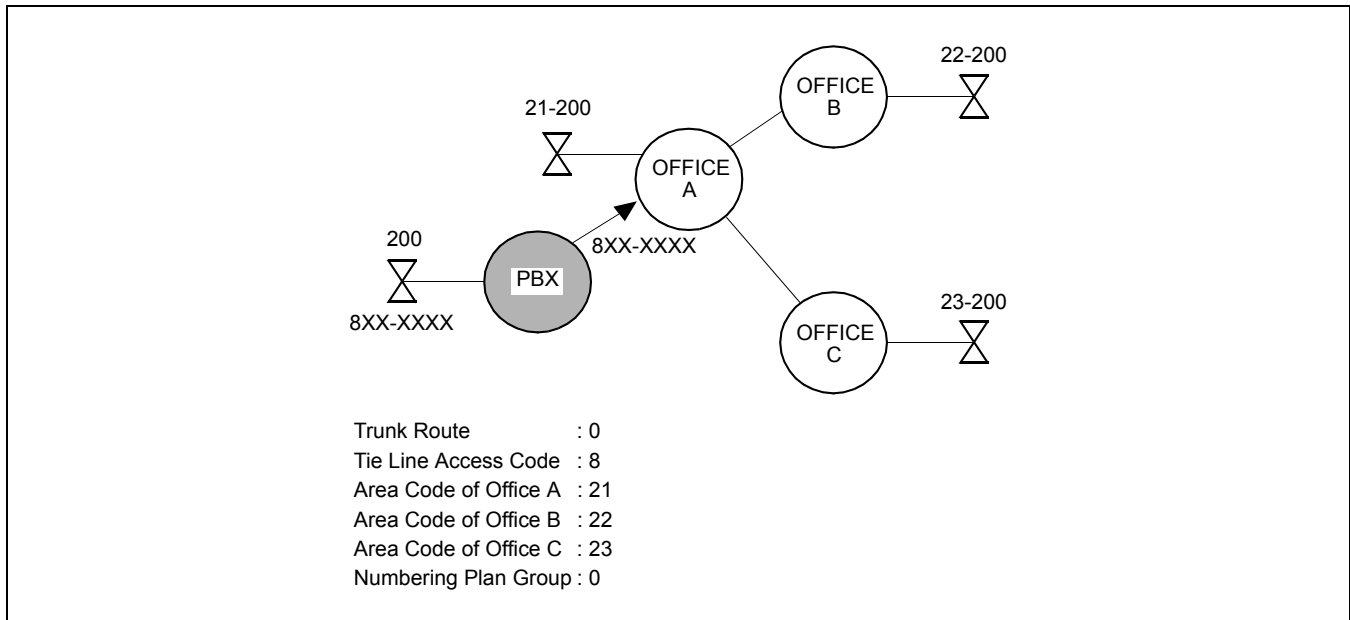 22-200
OFFICE
B
21-200
OFFICE
A
8XX-XXXX
200
PBX
8XX-XXXX
23-200
OFFICE
C
Trunk Route : 0
Tie Line Access Code : 8
Area Code of Office A : 21
Area Code of Office B : 22
Area Code of Office C : 23
Numbering Plan Group : 0